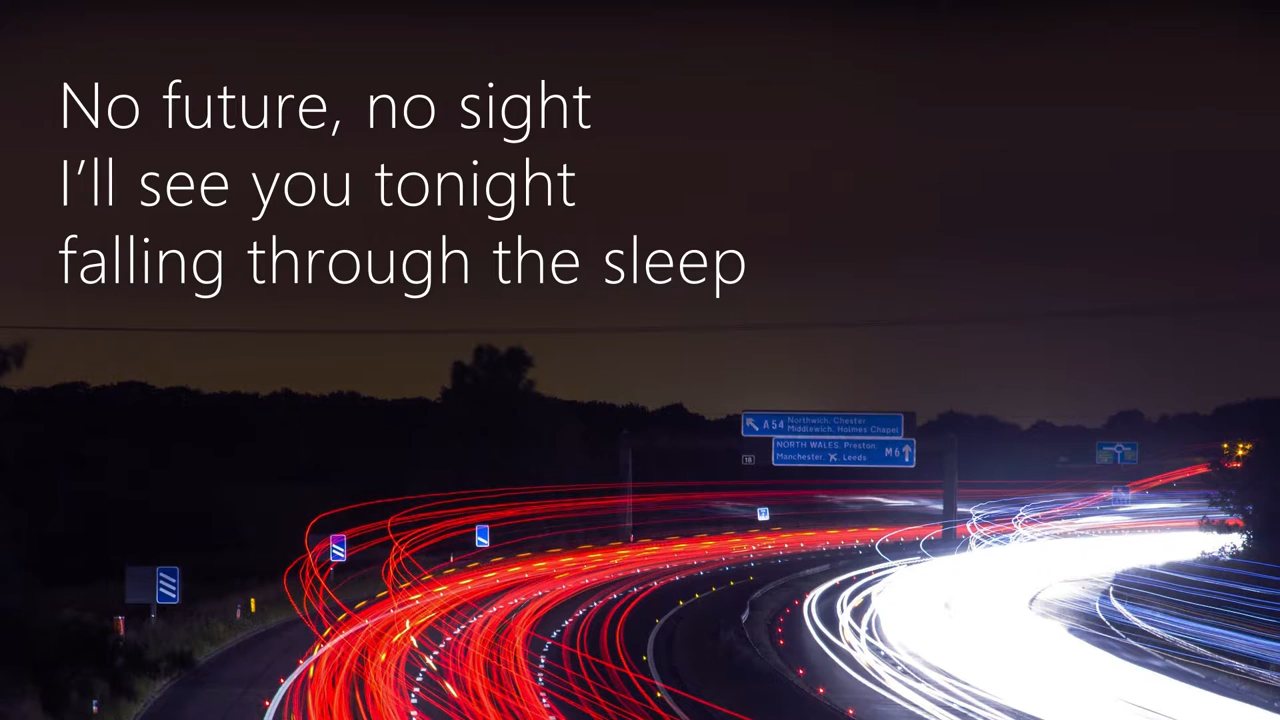 No future, no sight
I'll see you tonight
falling through the sleep
A54 Northwich, Chester
Middlewich, Holmes Chapel
NORTH WALES, Preston,
Manchester, Leeds M6
18